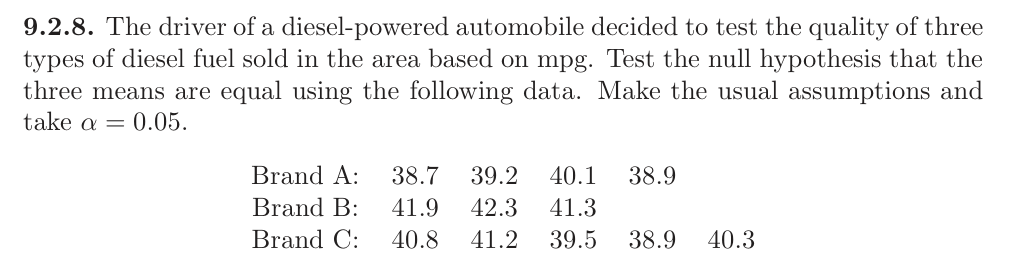 9.2.8. The driver of a diesel-powered automobile decided to test the quality of three
types of diesel fuel sold in the area based on mpg. Test the null hypothesis that the
three means are equal using the following data. Make the usual assumptions and
take α = 0.05.
Brand A: 38.7 39.2 40.1 38.9
Brand B: 41.9 42.3 41.3
Brand C: 40.8 41.2 39.5 38.9 40.3